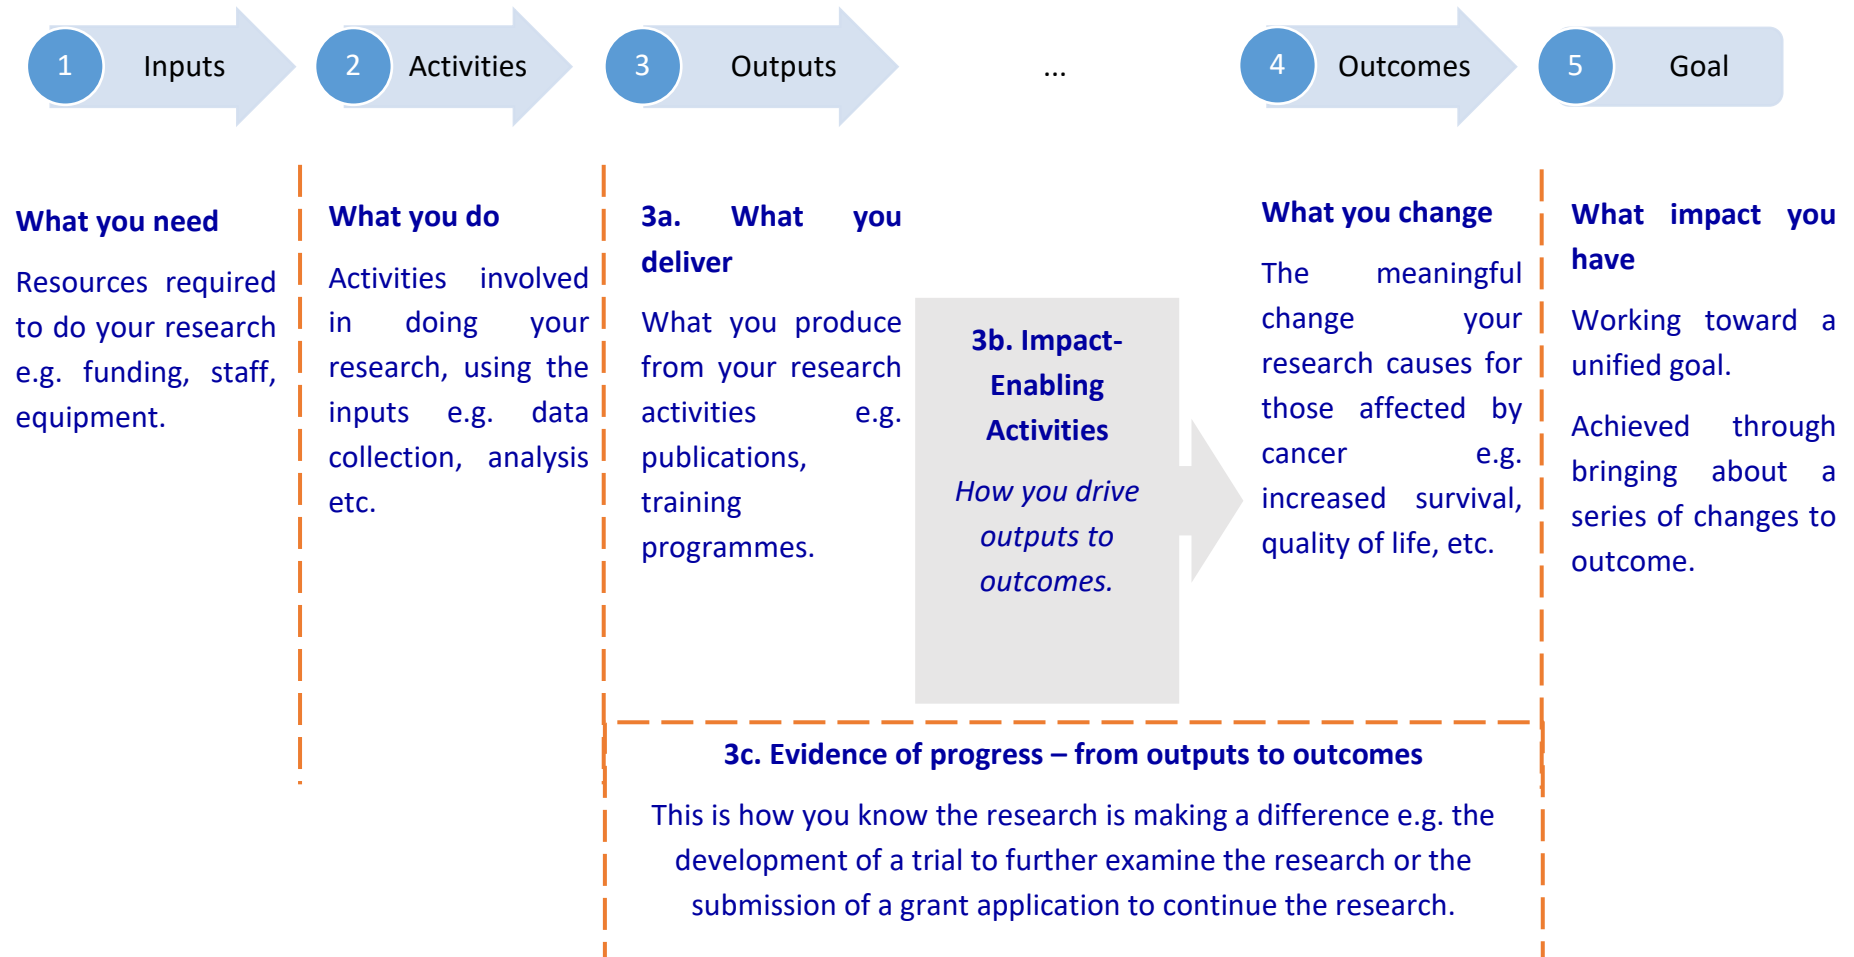 1 Inputs
2 Activities
3 Outputs
...
4 Outcomes
5 Goal
What you need
Resources required
to do your research
e.g. funding, staff,
equipment.
What you do
Activities involved
in doing your
research, using the
inputs e.g. data
collection, analysis
etc.
3a. What you
deliver
What you produce
from your research
activities e.g.
publications,
training
programmes.
3b. Impact-
Enabling
Activities
How you drive
outputs to
outcomes.
What you change
The meaningful
change your
research causes for
those affected by
cancer e.g.
increased survival,
quality of life, etc.
What impact you
have
Working toward a
unified goal.
Achieved through
bringing about a
series of changes to
outcome.
3c. Evidence of progress – from outputs to outcomes
This is how you know the research is making a difference e.g. the
development of a trial to further examine the research or the
submission of a grant application to continue the research.